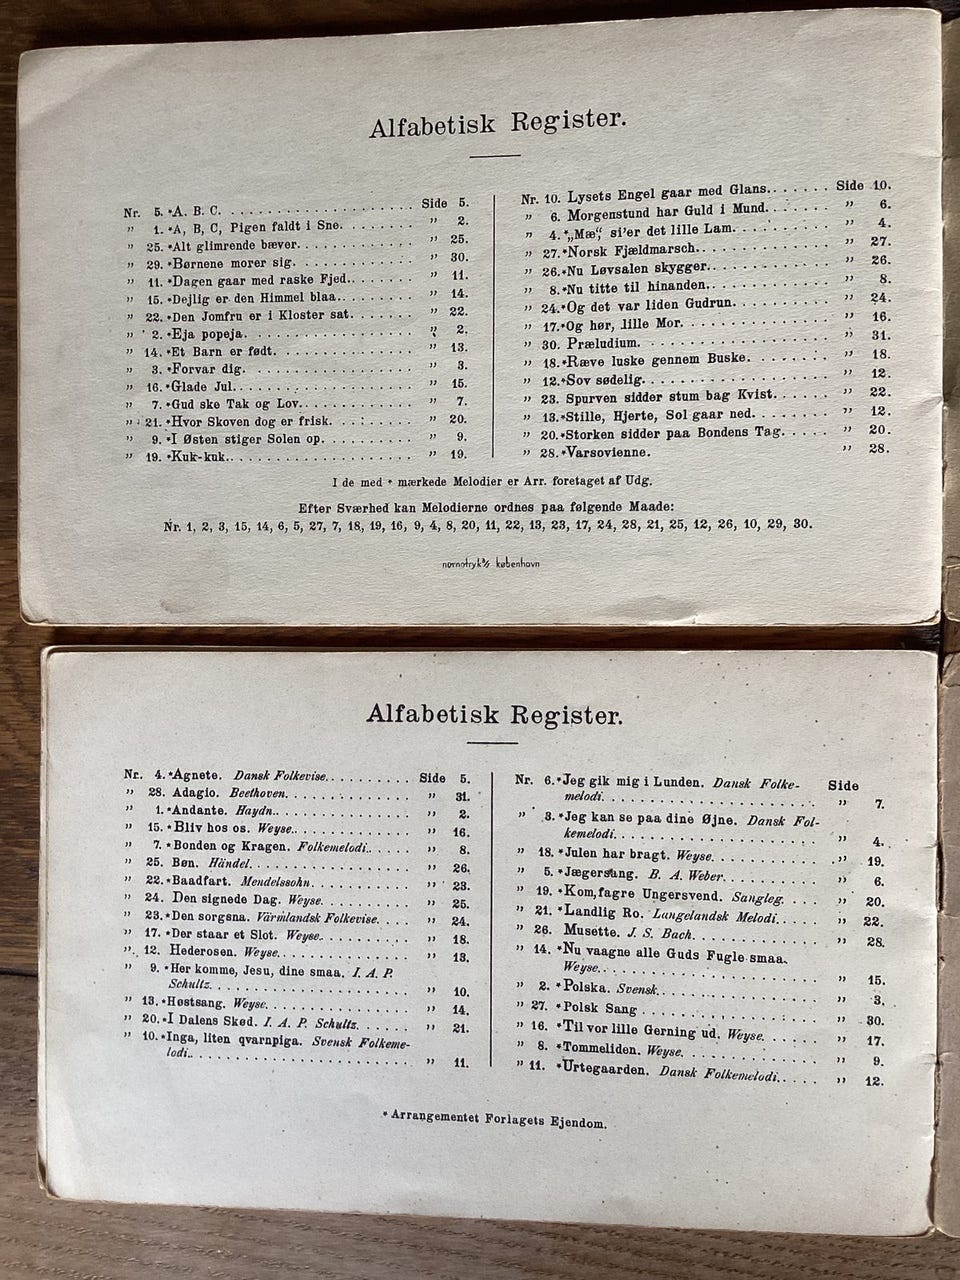 Alfabetisk Register.
Nr. 5. *A. B. C. Side 5.
„ 1. *A, B, C, Pigen faldt i Sne. „ 2.
„ 25. *Alt glimrende bæver. „ 25.
„ 29. *Børnene morer sig. „ 30.
„ 11. *Dagen gaar med raske Fjed. „ 11.
„ 15. *Dejlig er den Himmel blaa. „ 14.
„ 22. *Den Jomfru er i Kloster sat. „ 22.
„ 2. *Eja popeja. „ 2.
„ 14. *Et Barn er født. „ 13.
„ 3. *Forvar dig. „ 3.
„ 16. *Glade Jul. „ 15.
„ 7. *Gud ske Tak og Lov. „ 7.
„ 21. *Hvor Skoven dog er frisk. „ 20.
„ 9. *I Østen stiger Solen op. „ 9.
„ 19. *Kuk-kuk. „ 19.
Nr. 10. Lysets Engel gaar med Glans. Side 10.
„ 6. Morgenstund har Guld i Mund. „ 6.
„ 4. *„Mæ“, si'er det lille Lam. „ 4.
„ 27. *Norsk Fjældmarsch. „ 27.
„ 26. *Nu Løvsalen skygger. „ 26.
„ 8. *Nu titte til hinanden. „ 8.
„ 24. *Og det var liden Gudrun. „ 24.
„ 17. *Og hør, lille Mor. „ 16.
„ 30. Præludium. „ 31.
„ 18. *Ræve luske gennem Buske. „ 18.
„ 12. *Sov sødelig. „ 12.
„ 23. Spurven sidder stum bag Kvist. „ 22.
„ 13. *Stille, Hjerte, Sol gaar ned. „ 12.
„ 20. *Storken sidder paa Bondens Tag. „ 20.
„ 28. *Varsovienne. „ 28.
I de med * mærkede Melodier er Arr. foretaget af Udg.
Efter Sværhed kan Melodierne ordnes paa følgende Maade:
Nr. 1, 2, 3, 15, 14, 6, 5, 27, 7, 18, 19, 16, 9, 4, 8, 20, 11, 22, 13, 23, 17, 24, 28, 21, 25, 12, 26, 10, 29, 30.
nornotryk a/s københavn
Alfabetisk Register.
Nr. 4. *Agnete. Dansk Folkevise. Side 5.
„ 28. Adagio. Beethoven. „ 31.
„ 1. *Andante. Haydn. „ 2.
„ 15. *Bliv hos os. Weyse. „ 16.
„ 7. *Bonden og Kragen. Folkemelodi. „ 8.
„ 25. Bøn. Händel. „ 26.
„ 22. *Baadfart. Mendelssohn. „ 23.
„ 24. Den signede Dag. Weyse. „ 25.
„ 23. *Den sorgsna. Värmlandsk Folkevise. „ 24.
„ 17. *Der staar et Slot. Weyse. „ 18.
„ 12. Hederosen. Weyse. „ 13.
„ 9. *Her komme, Jesu, dine smaa. I. A. P.
Schultz. „ 10.
„ 13. *Høstsang. Weyse. „ 14.
„ 20. *I Dalens Skød. I. A. P. Schultz. „ 21.
„ 10. *Inga, liten qvarnpiga. Svensk Folkeme-
lodi. „ 11.
Nr. 6. *Jeg gik mig i Lunden. Dansk Folke- Side
melodi. „ 7.
„ 3. *Jeg kan se paa dine Øjne. Dansk Fol-
kemelodi. „ 4.
„ 18. *Julen har bragt. Weyse. „ 19.
„ 5. *Jægersang. B. A. Weber. „ 6.
„ 19. *Kom, fagre Ungersvend. Sangleg. „ 20.
„ 21. *Landlig Ro. Langelandsk Melodi. „ 22.
„ 26. Musette. J. S. Bach. „ 28.
„ 14. *Nu vaagne alle Guds Fugle smaa.
Weyse. „ 15.
„ 2. *Polska. Svensk. „ 3.
„ 27. *Polsk Sang „ 30.
„ 16. *Til vor lille Gerning ud. Weyse. „ 17.
„ 8. *Tommeliden. Weyse. „ 9.
„ 11. *Urtegaarden. Dansk Folkemelodi. „ 12.
* Arrangementet Forlagets Ejendom.